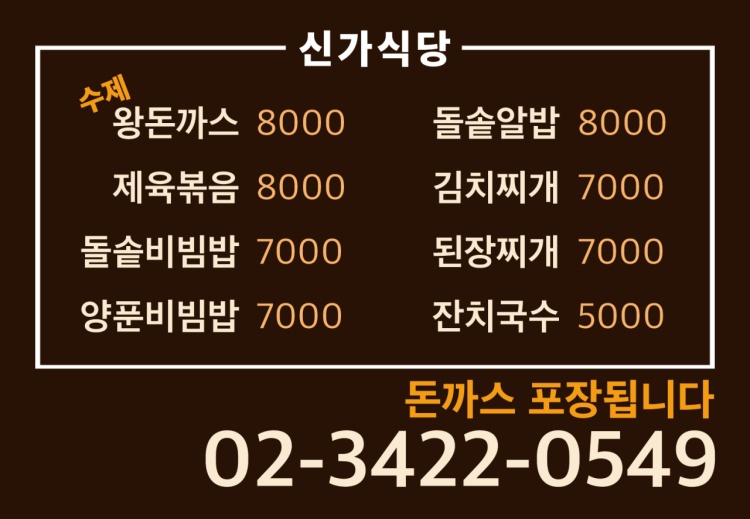 신가식당
수제
왕돈까스 8000
제육볶음 8000
돌솥비빔밥 7000
양푼비빔밥 7000
돌솥알밥 8000
김치찌개 7000
된장찌개 7000
잔치국수 5000
돈까스 포장됩니다
02-3422-0549